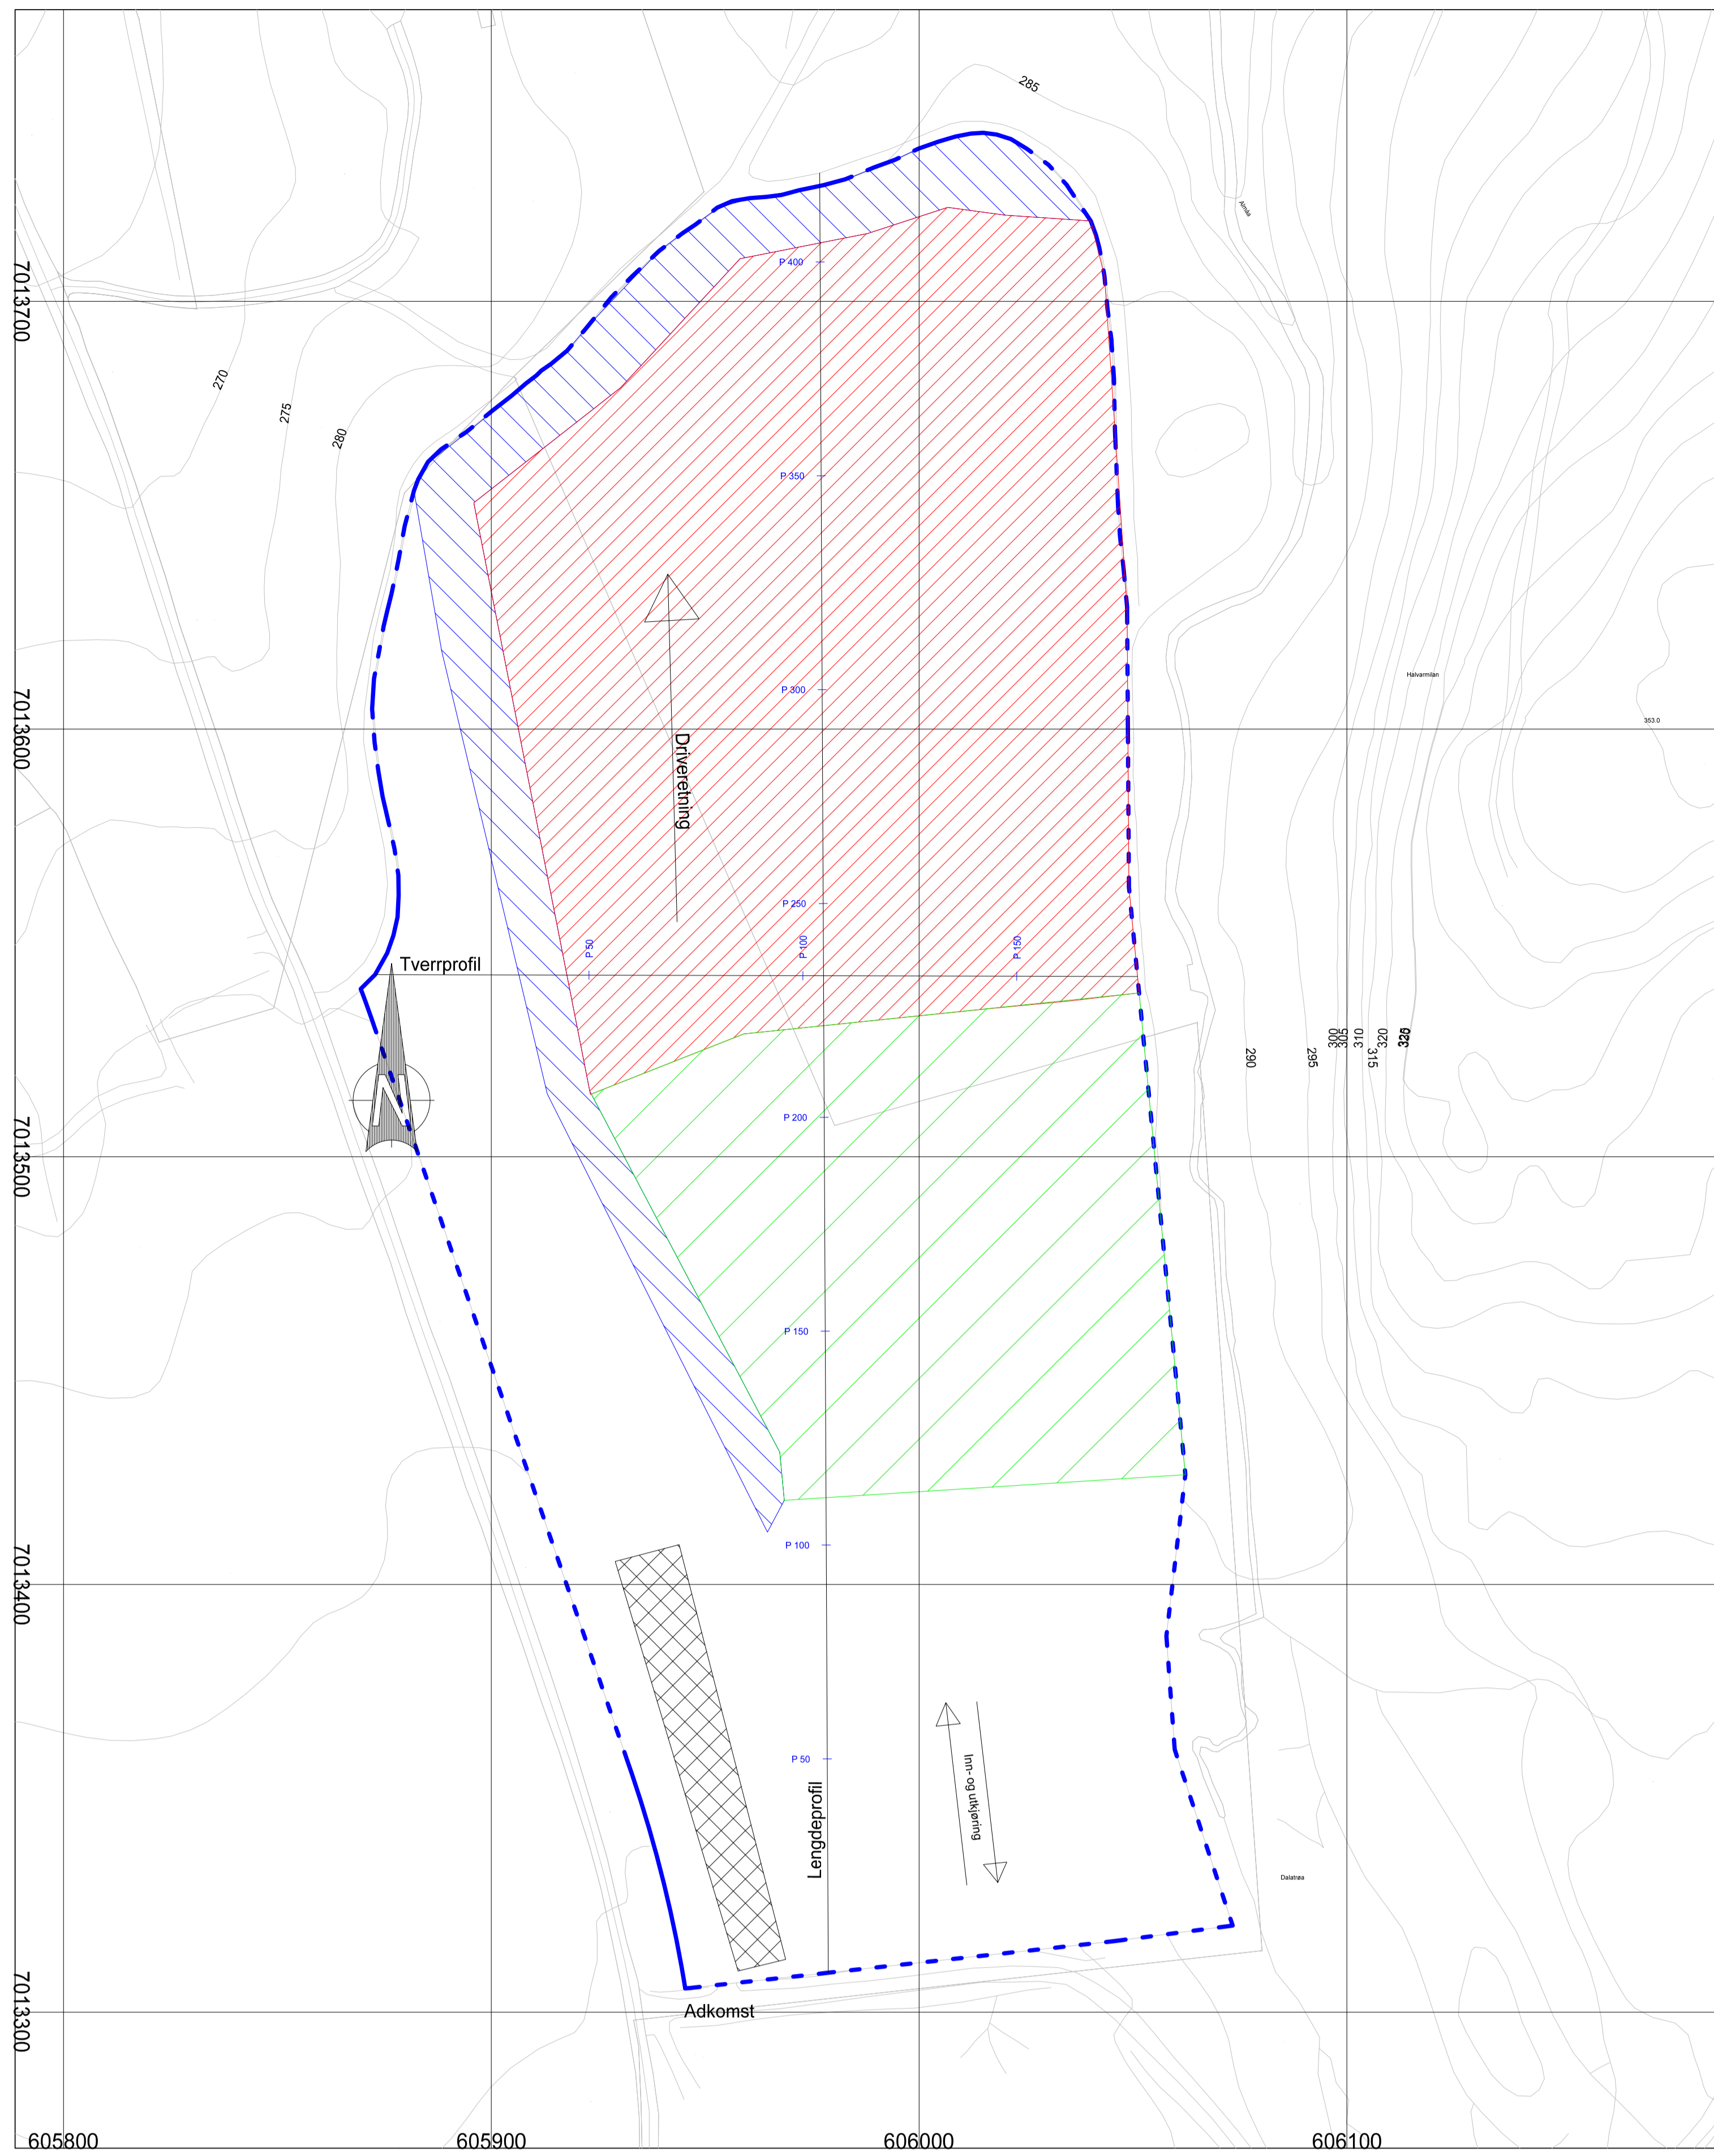 285
Almlia
P 400
7013700
270
275
280
P 350
Halvarmilan
P 300
353.0
7013600
Driveretning
P 250
P 50
P 100
P 150
Tverrprofil
300
305
310
320
315
290
295
N
P 200
7013500
P 150
P 100
7013400
P 50
Inn- og utkjøring
Lengdeprofil
Dalatrøa
Adkomst
7013300
605800
605900
606000
606100